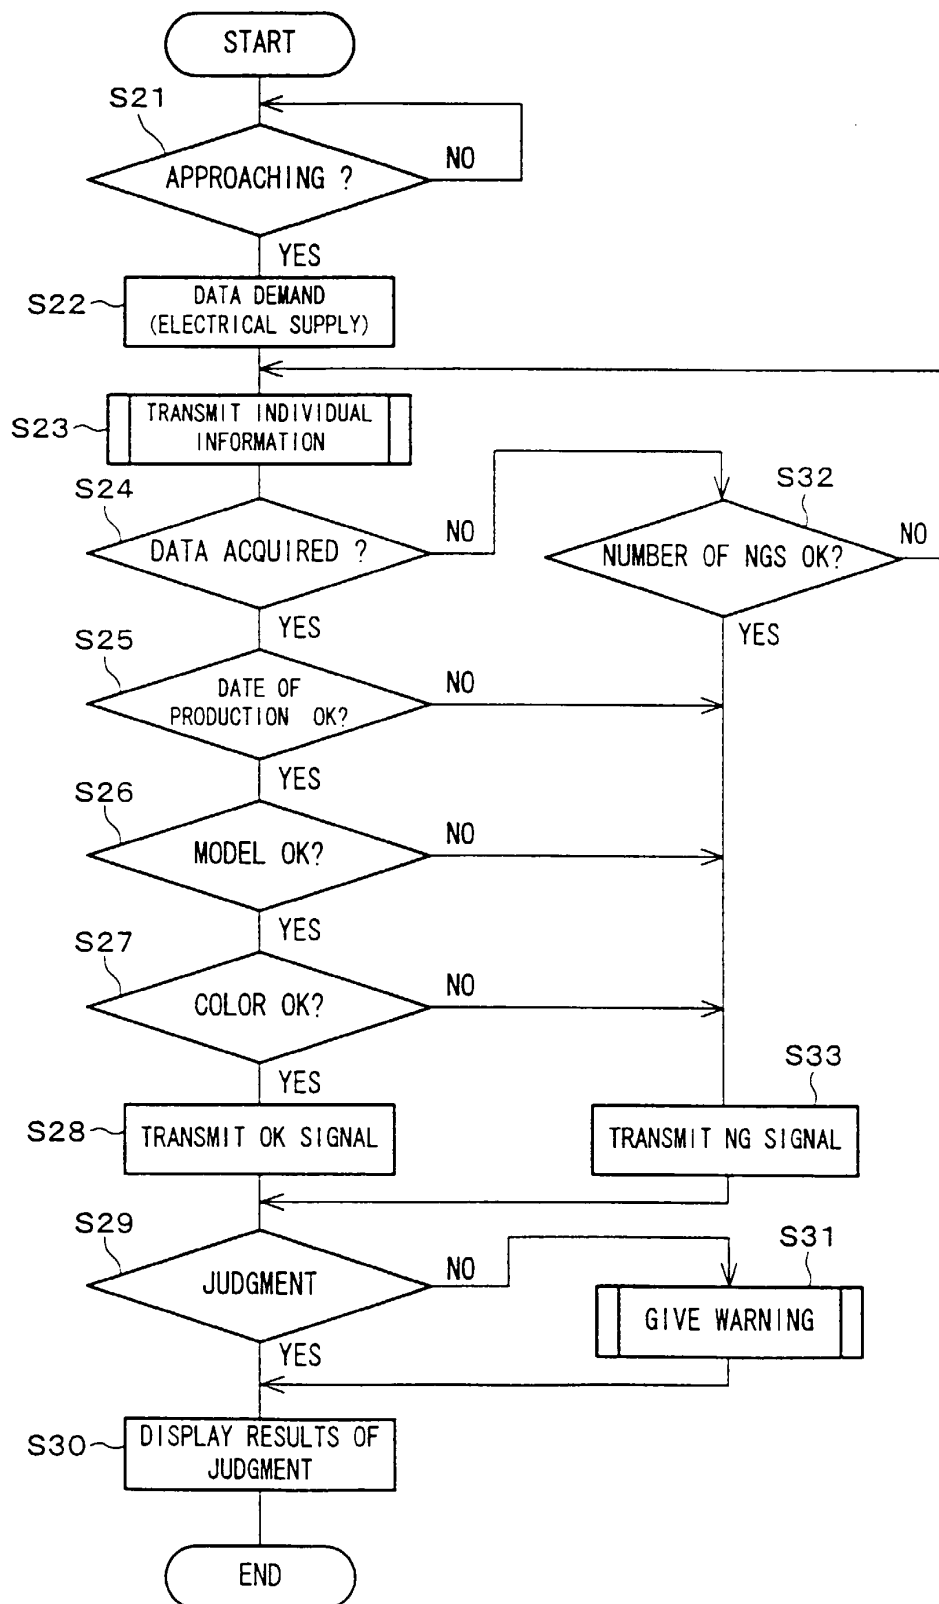 START
S21
APPROACHING ?
NO
YES
S22
DATA DEMAND
(ELECTRICAL SUPPLY)
S23
TRANSMIT INDIVIDUAL
INFORMATION
S24
DATA ACQUIRED ?
NO
YES
S32
NUMBER OF NGS OK?
NO
YES
S25
DATE OF
PRODUCTION OK?
NO
YES
S26
MODEL OK?
NO
YES
S27
COLOR OK?
NO
YES
S28
TRANSMIT OK SIGNAL
S33
TRANSMIT NG SIGNAL
S29
JUDGMENT
NO
YES
S31
GIVE WARNING
S30
DISPLAY RESULTS OF
JUDGMENT
END